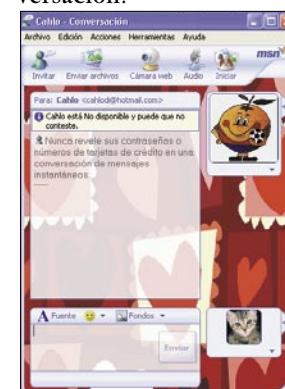 versación.
Cahlo - Conversación
Archivo Edición Acciones Herramientas Ayuda
msn
Invitar Enviar archivos Cámara web Audio Iniciar
Para: Cahlo <cahlod@hotmail.com>
Cahlo está No disponible y puede que no
conteste.
Nunca revele sus contraseñas o
números de tarjetas de crédito en una
conversación de mensajes
instantáneos.
A Fuente Fondos
Enviar